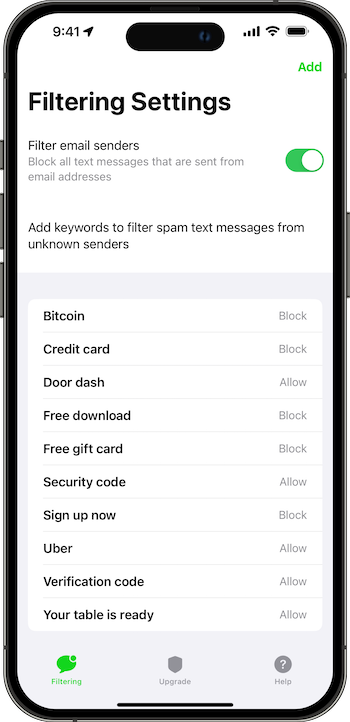 9:41
Add
Filtering Settings
Filter email senders
Block all text messages that are sent from
email addresses
Add keywords to filter spam text messages from
unknown senders
Bitcoin Block
Credit card Block
Door dash Allow
Free download Block
Free gift card Block
Security code Allow
Sign up now Block
Uber Allow
Verification code Allow
Your table is ready Allow
Filtering Upgrade Help